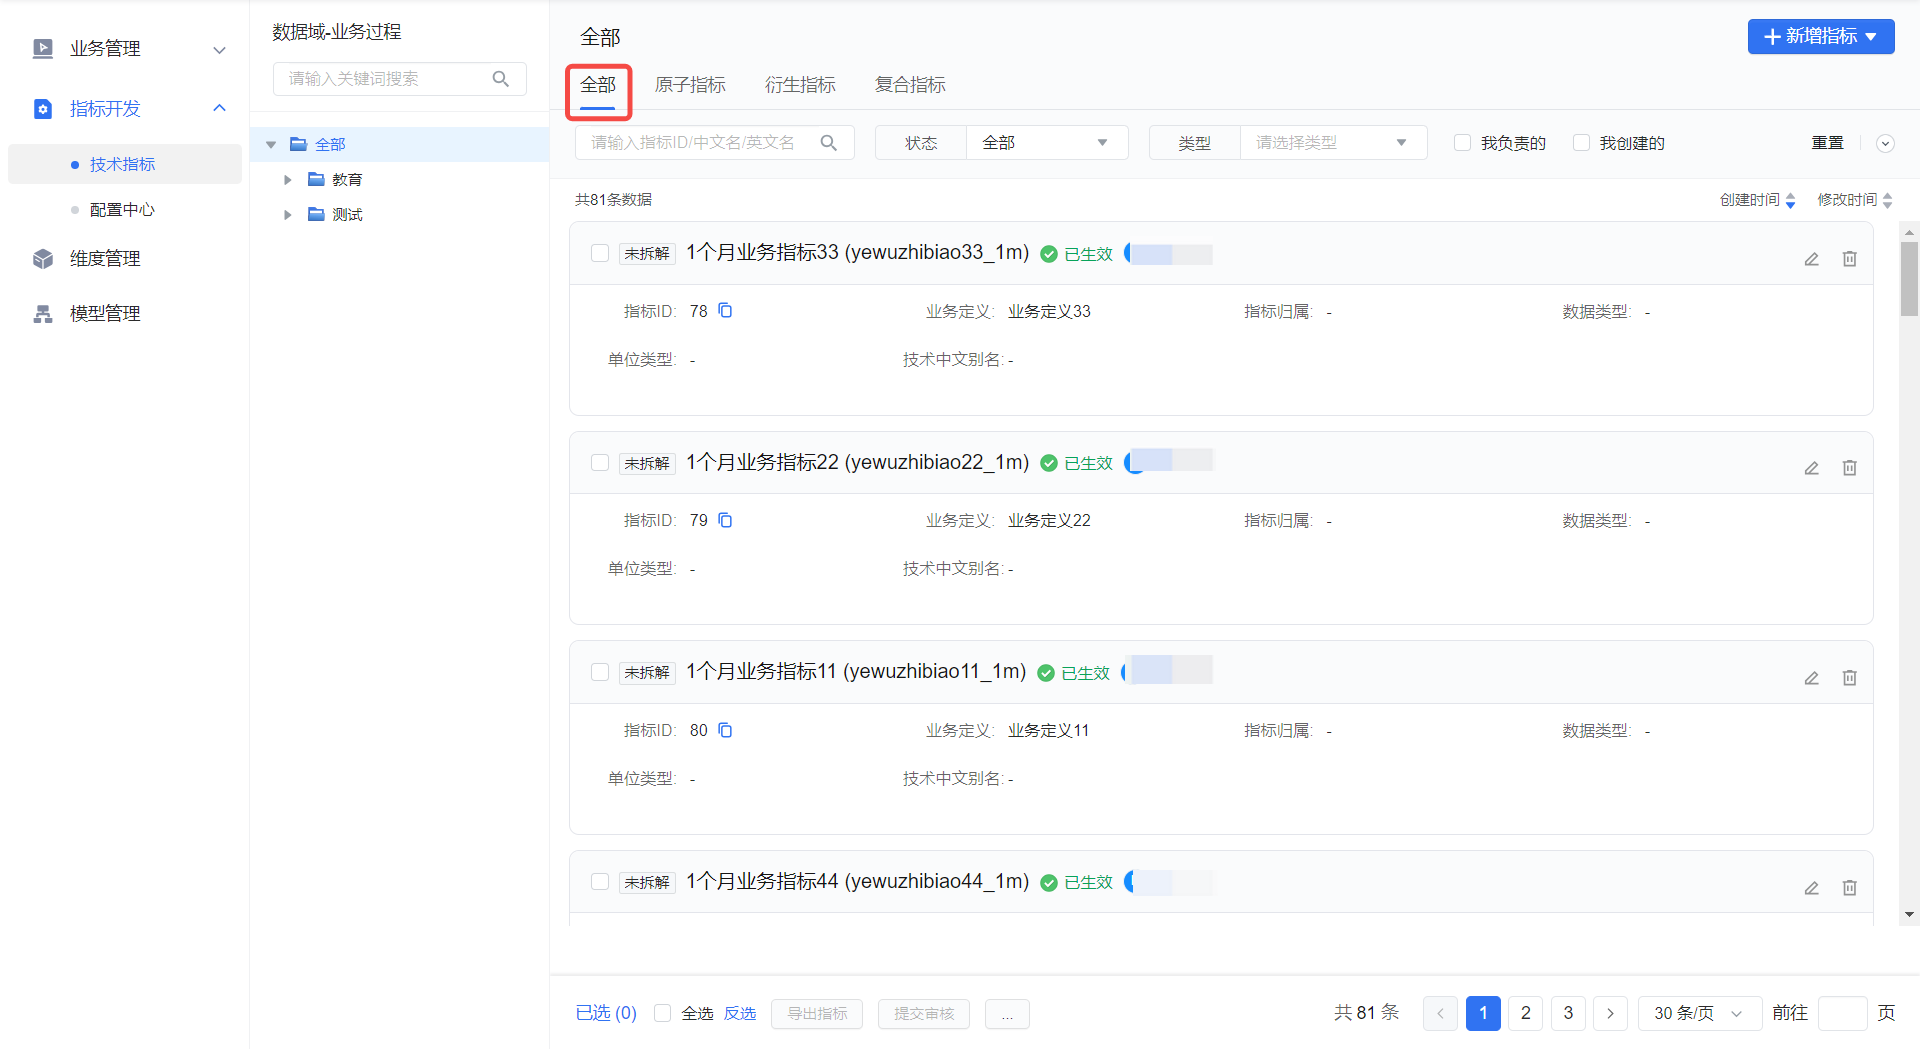 业务管理
指标开发
技术指标
配置中心
维度管理
模型管理
数据域-业务过程
请输入关键词搜索
全部
教育
测试
全部
新增指标
全部 原子指标 衍生指标 复合指标
请输入指标ID/中文名/英文名 状态 全部 类型 请选择类型 我负责的 我创建的 重置
共81条数据 创建时间 修改时间
未拆解 1个月业务指标33 (yewuzhibiao33_1m) 已生效
指标ID: 78 业务定义: 业务定义33 指标归属: - 数据类型: -
单位类型: - 技术中文别名: -
未拆解 1个月业务指标22 (yewuzhibiao22_1m) 已生效
指标ID: 79 业务定义: 业务定义22 指标归属: - 数据类型: -
单位类型: - 技术中文别名: -
未拆解 1个月业务指标11 (yewuzhibiao11_1m) 已生效
指标ID: 80 业务定义: 业务定义11 指标归属: - 数据类型: -
单位类型: - 技术中文别名: -
未拆解 1个月业务指标44 (yewuzhibiao44_1m) 已生效
已选 (0) 全选 反选 导出指标 提交审核 ... 共 81 条 1 2 3 30 条/页 前往 页